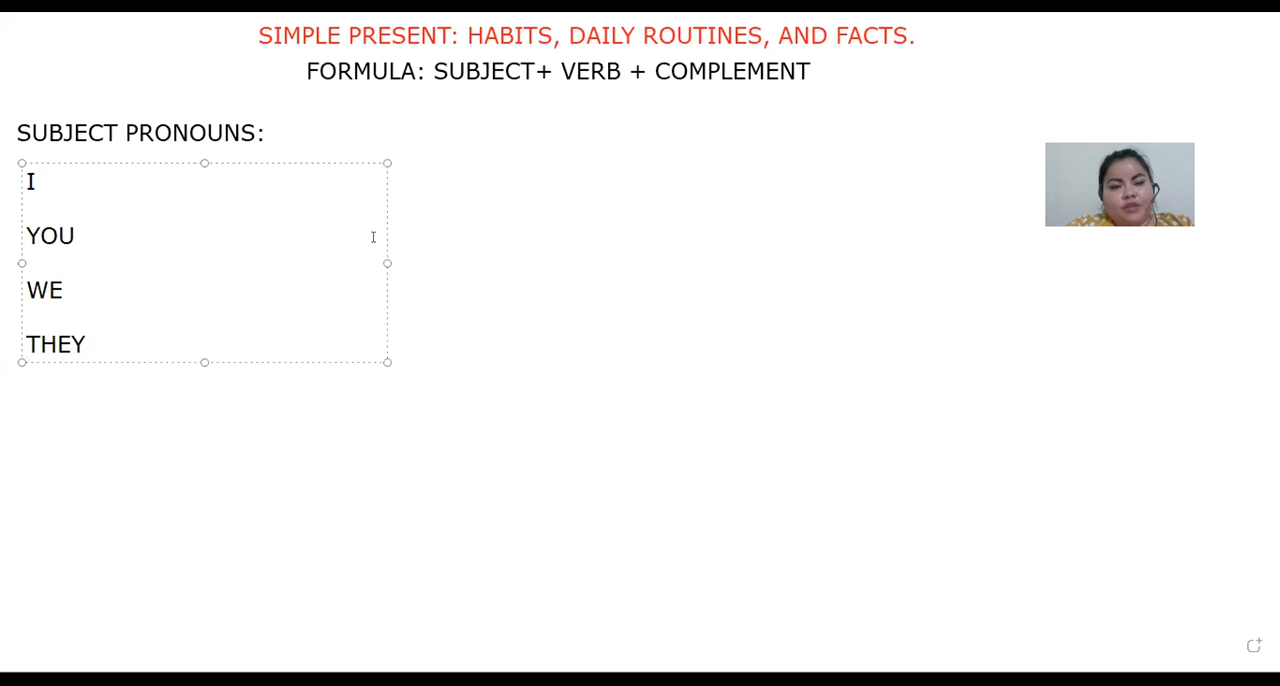 SIMPLE PRESENT: HABITS, DAILY ROUTINES, AND FACTS.
FORMULA: SUBJECT+ VERB + COMPLEMENT
SUBJECT PRONOUNS:
I
YOU
WE
THEY